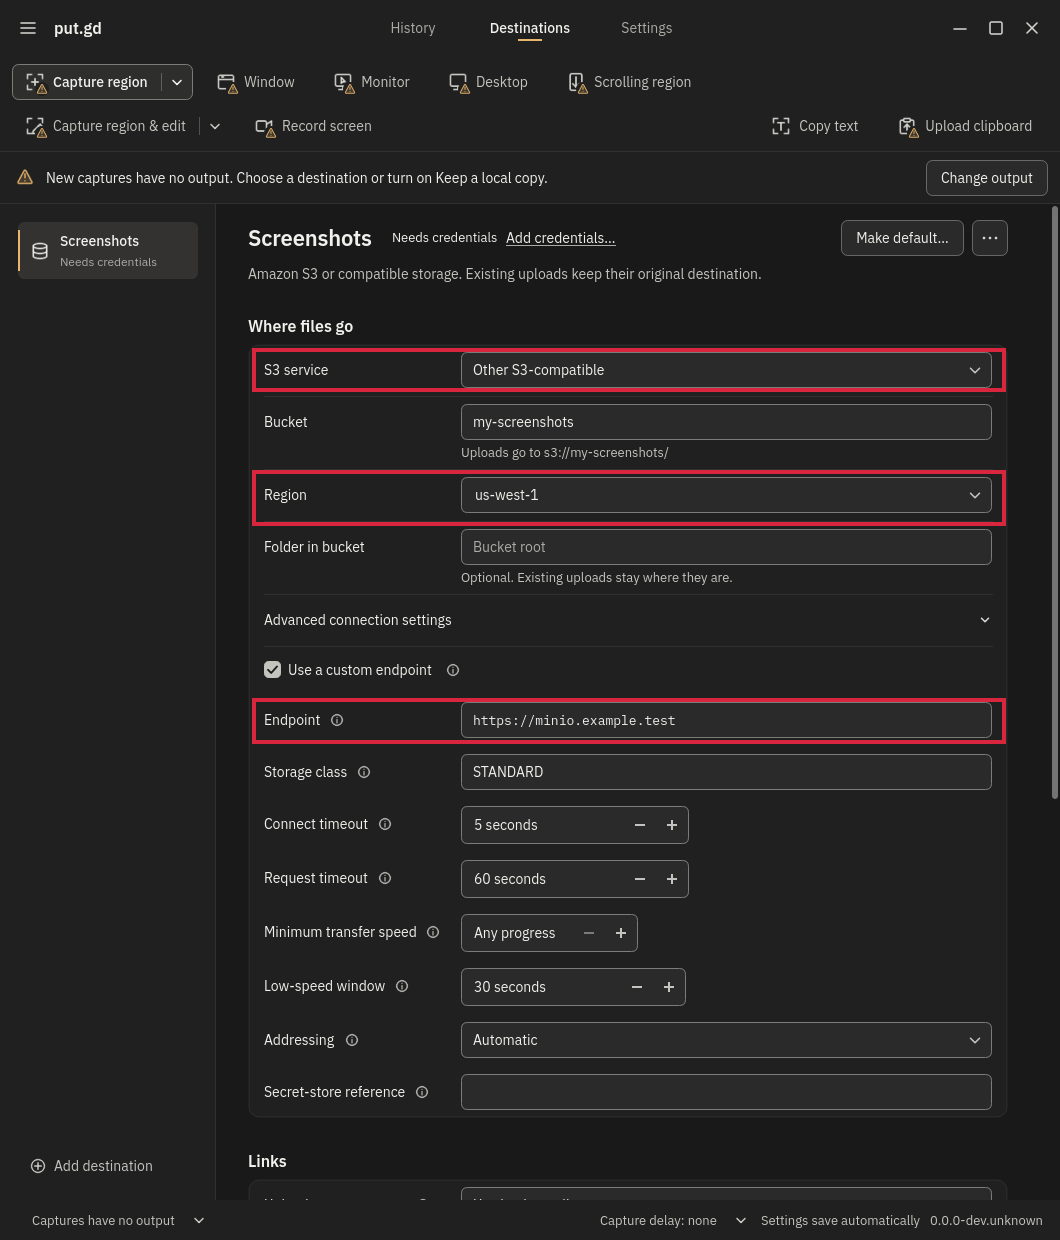 put.gd
History
Destinations
Settings
Capture region
Window
Monitor
Desktop
Scrolling region
Capture region & edit
Record screen
Copy text
Upload clipboard
New captures have no output. Choose a destination or turn on Keep a local copy.
Change output
Screenshots
Needs credentials
Screenshots
Needs credentials
Add credentials...
Make default...
Amazon S3 or compatible storage. Existing uploads keep their original destination.
Where files go
S3 service
Other S3-compatible
Bucket
my-screenshots
Uploads go to s3://my-screenshots/
Region
us-west-1
Folder in bucket
Bucket root
Optional. Existing uploads stay where they are.
Advanced connection settings
Use a custom endpoint
Endpoint
https://minio.example.test
Storage class
STANDARD
Connect timeout
5 seconds
Request timeout
60 seconds
Minimum transfer speed
Any progress
Low-speed window
30 seconds
Addressing
Automatic
Secret-store reference
Links
Add destination
Captures have no output
Capture delay: none
Settings save automatically
0.0.0-dev.unknown